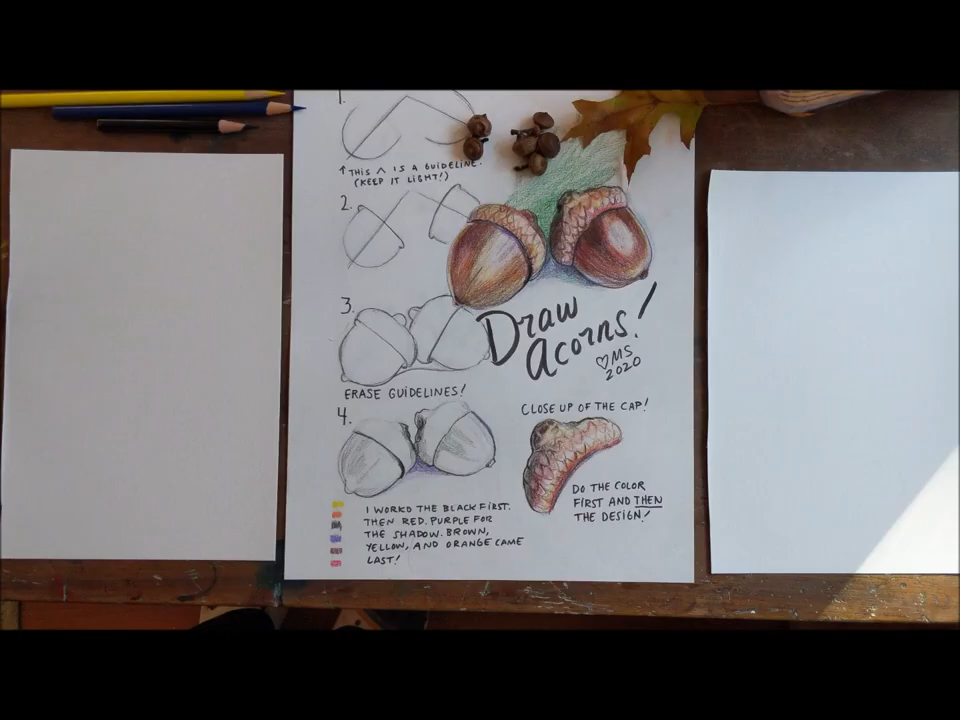 1.
↑ THIS ^ IS A GUIDELINE.
(KEEP IT LIGHT!)
2.
3.
Draw
Acorns!
♡MS
2020
ERASE GUIDELINES!
4.
CLOSE UP OF THE CAP!
DO THE COLOR
FIRST AND THEN
THE DESIGN!
I WORKD THE BLACK FIRST.
THEN RED. PURPLE FOR
THE SHADOW. BROWN,
YELLOW, AND ORANGE CAME
LAST!